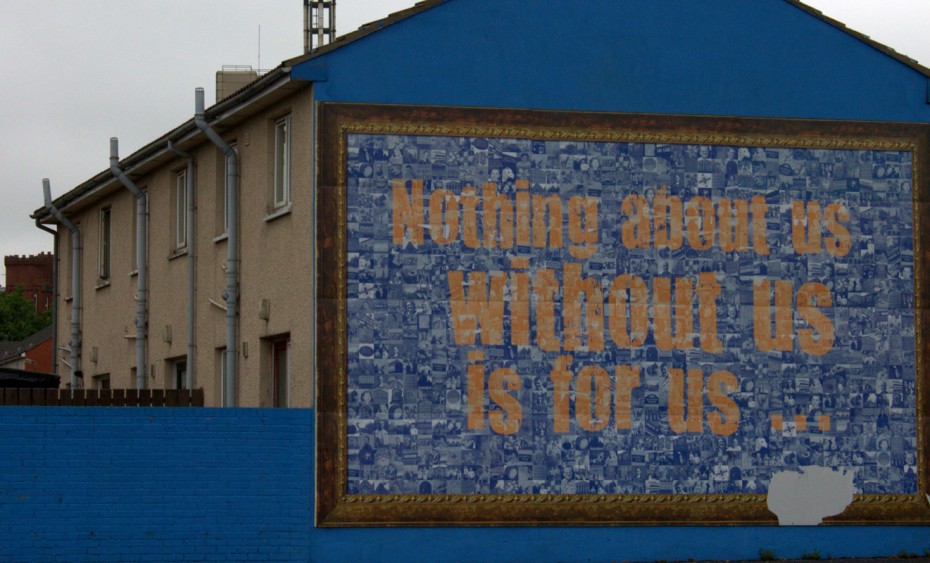 Nothing about us
without us
is for us ...